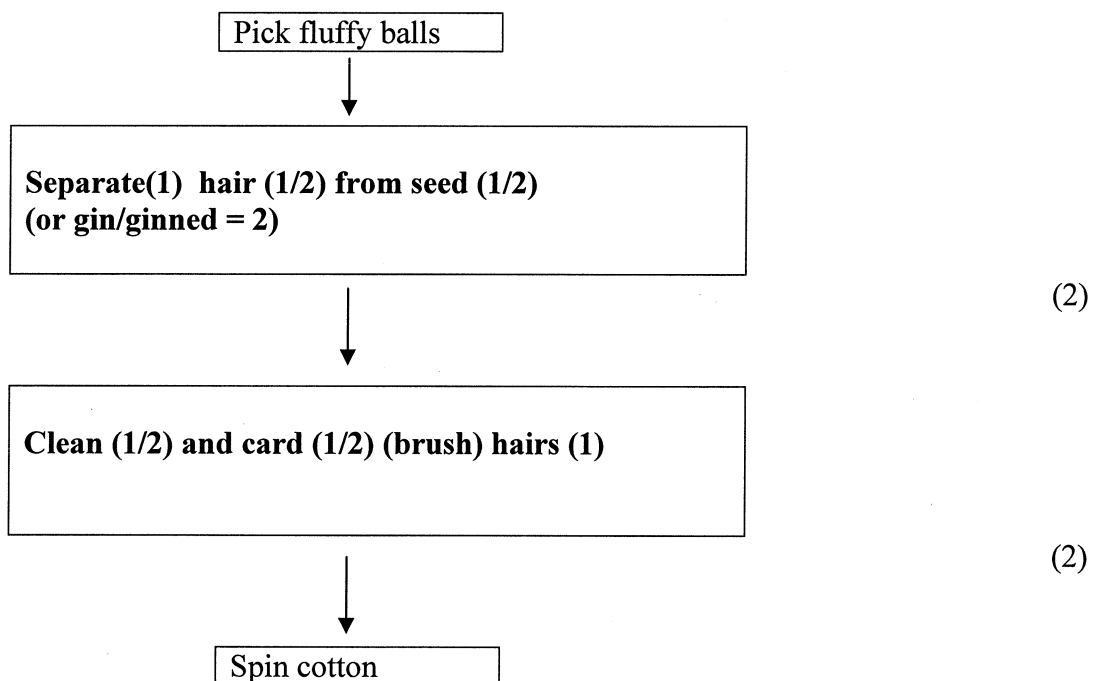 Pick fluffy balls
Separate(1) hair (1/2) from seed (1/2)
(or gin/ginned = 2)
(2)
Clean (1/2) and card (1/2) (brush) hairs (1)
(2)
Spin cotton